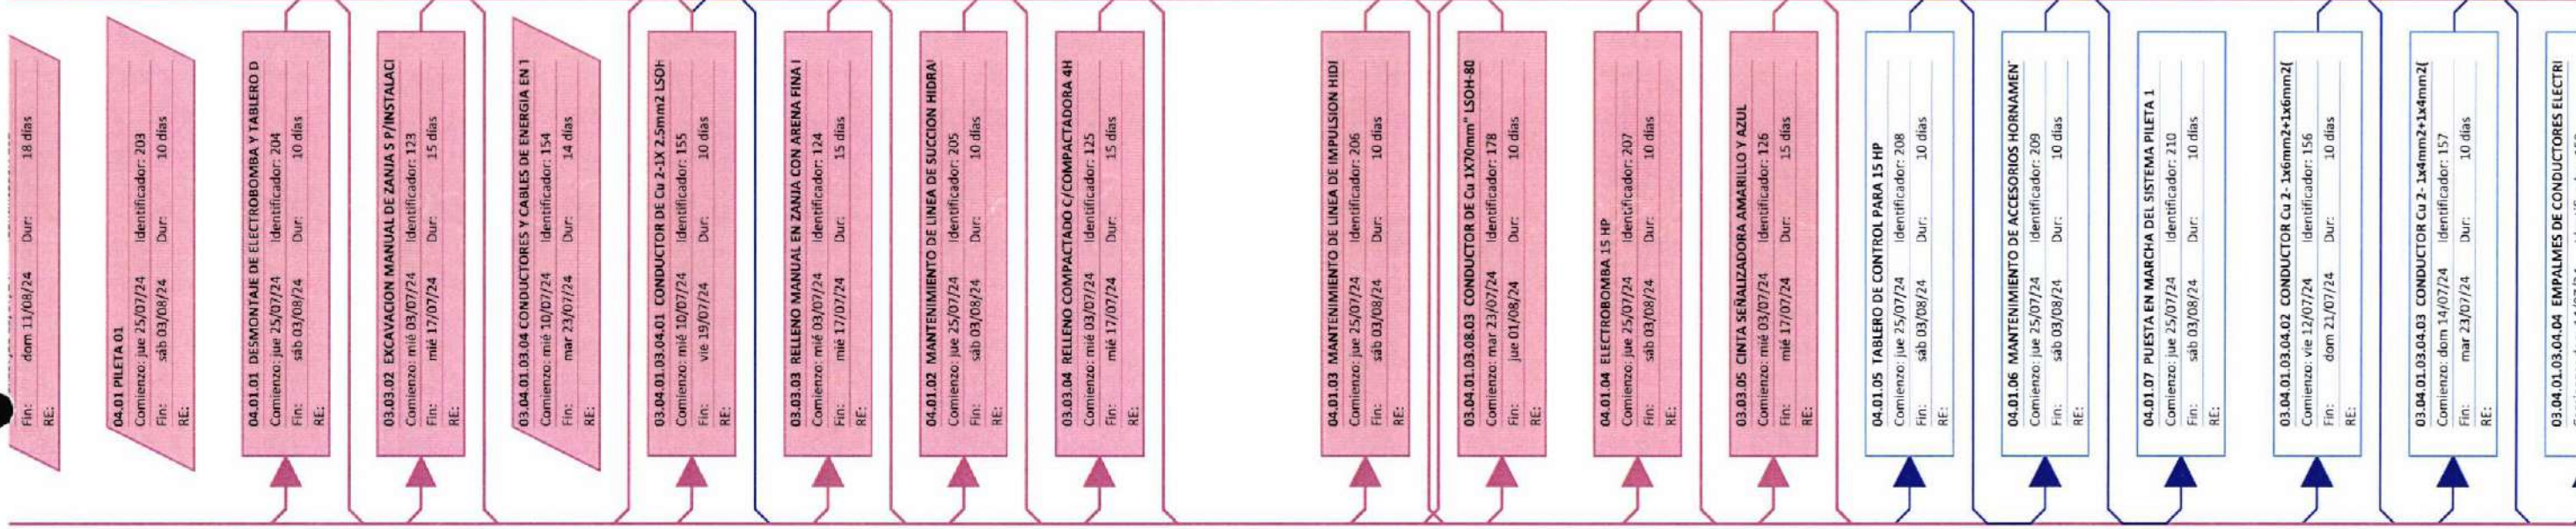 Fin: dom 11/08/24 Dur: 18 días
RE:
04.01 PILETA 01
Comienzo: jue 25/07/24 Identificador: 203
Fin: sáb 03/08/24 Dur: 10 días
RE:
04.01.01 DESMONTAJE DE ELECTROBOMBA Y TABLERO D
Comienzo: jue 25/07/24 Identificador: 204
Fin: sáb 03/08/24 Dur: 10 días
RE:
03.03.02 EXCAVACION MANUAL DE ZANJA S P/INSTALACI
Comienzo: mié 03/07/24 Identificador: 123
Fin: mié 17/07/24 Dur: 15 días
RE:
03.04.01.03.04 CONDUCTORES Y CABLES DE ENERGIA EN T
Comienzo: mié 10/07/24 Identificador: 154
Fin: mar 23/07/24 Dur: 14 días
RE:
03.04.01.03.04.01 CONDUCTOR DE Cu 2-1X 2.5mm2 LSOH
Comienzo: mié 10/07/24 Identificador: 155
Fin: vie 19/07/24 Dur: 10 días
RE:
03.03.03 RELLENO MANUAL EN ZANJA CON ARENA FINA I
Comienzo: mié 03/07/24 Identificador: 124
Fin: mié 17/07/24 Dur: 15 días
RE:
04.01.02 MANTENIMIENTO DE LINEA DE SUCCION HIDRAU
Comienzo: jue 25/07/24 Identificador: 205
Fin: sáb 03/08/24 Dur: 10 días
RE:
03.03.04 RELLENO COMPACTADO C/COMPACTADORA 4H
Comienzo: mié 03/07/24 Identificador: 125
Fin: mié 17/07/24 Dur: 15 días
RE:
04.01.03 MANTENIMIENTO DE LINEA DE IMPULSION HIDI
Comienzo: jue 25/07/24 Identificador: 206
Fin: sáb 03/08/24 Dur: 10 días
RE:
03.04.01.03.08.03 CONDUCTOR DE Cu 1X70mm" LSOH-80
Comienzo: mar 23/07/24 Identificador: 178
Fin: jue 01/08/24 Dur: 10 días
RE:
04.01.04 ELECTROBOMBA 15 HP
Comienzo: jue 25/07/24 Identificador: 207
Fin: sáb 03/08/24 Dur: 10 días
RE:
03.03.05 CINTA SEÑALIZADORA AMARILLO Y AZUL
Comienzo: mié 03/07/24 Identificador: 126
Fin: mié 17/07/24 Dur: 15 días
RE:
04.01.05 TABLERO DE CONTROL PARA 15 HP
Comienzo: jue 25/07/24 Identificador: 208
Fin: sáb 03/08/24 Dur: 10 días
RE:
04.01.06 MANTENIMIENTO DE ACCESORIOS HORNAMEN
Comienzo: jue 25/07/24 Identificador: 209
Fin: sáb 03/08/24 Dur: 10 días
RE:
04.01.07 PUESTA EN MARCHA DEL SISTEMA PILETA 1
Comienzo: jue 25/07/24 Identificador: 210
Fin: sáb 03/08/24 Dur: 10 días
RE:
03.04.01.03.04.02 CONDUCTOR Cu 2- 1x6mm2+1x6mm2(
Comienzo: vie 12/07/24 Identificador: 156
Fin: dom 21/07/24 Dur: 10 días
RE:
03.04.01.03.04.03 CONDUCTOR Cu 2- 1x4mm2+1x4mm2(
Comienzo: dom 14/07/24 Identificador: 157
Fin: mar 23/07/24 Dur: 10 días
RE:
03.04.01.03.04.04 EMPALMES DE CONDUCTORES ELECTRI